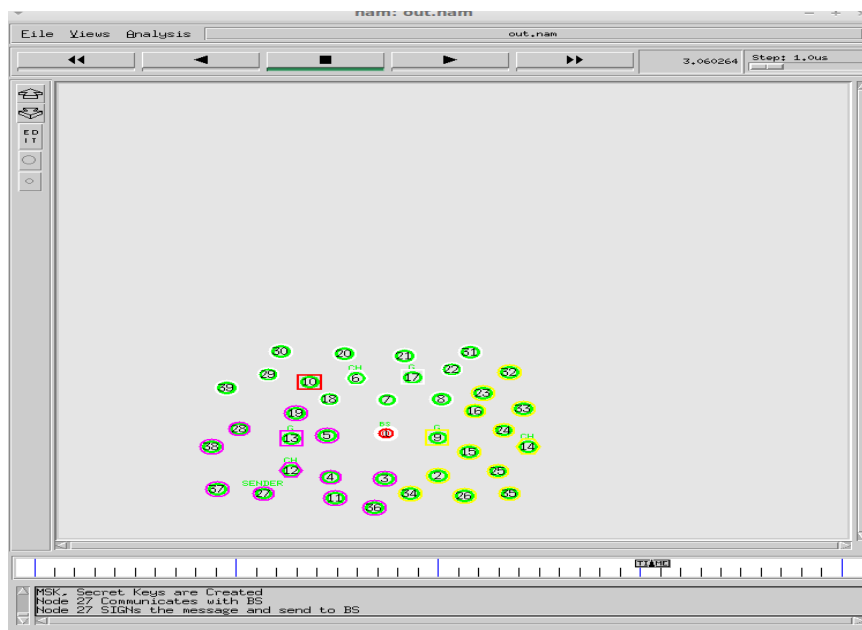 nam: out.nam
File Views Analysis out.nam
3.060264 Step: 1.0us
ED
IT
30 20 21 31
CH G
29 10 6 17 22 32
39 18 7 8 23
19 16 33
28 G BS G 24 CH
38 13 5 9 14
CH 15
12 4 3 2 25
SENDER
37 27 11 36 34 26 35
TIME
MSK, Secret Keys are Created
Node 27 Communicates with BS
Node 27 SIGNs the message and send to BS